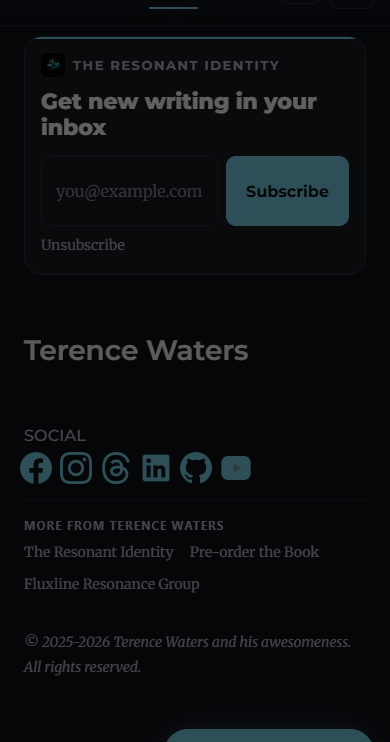 THE RESONANT IDENTITY
Get new writing in your
inbox
you@example.com
Subscribe
Unsubscribe
Terence Waters
SOCIAL
MORE FROM TERENCE WATERS
The Resonant Identity Pre-order the Book
Fluxline Resonance Group
© 2025-2026 Terence Waters and his awesomeness.
All rights reserved.